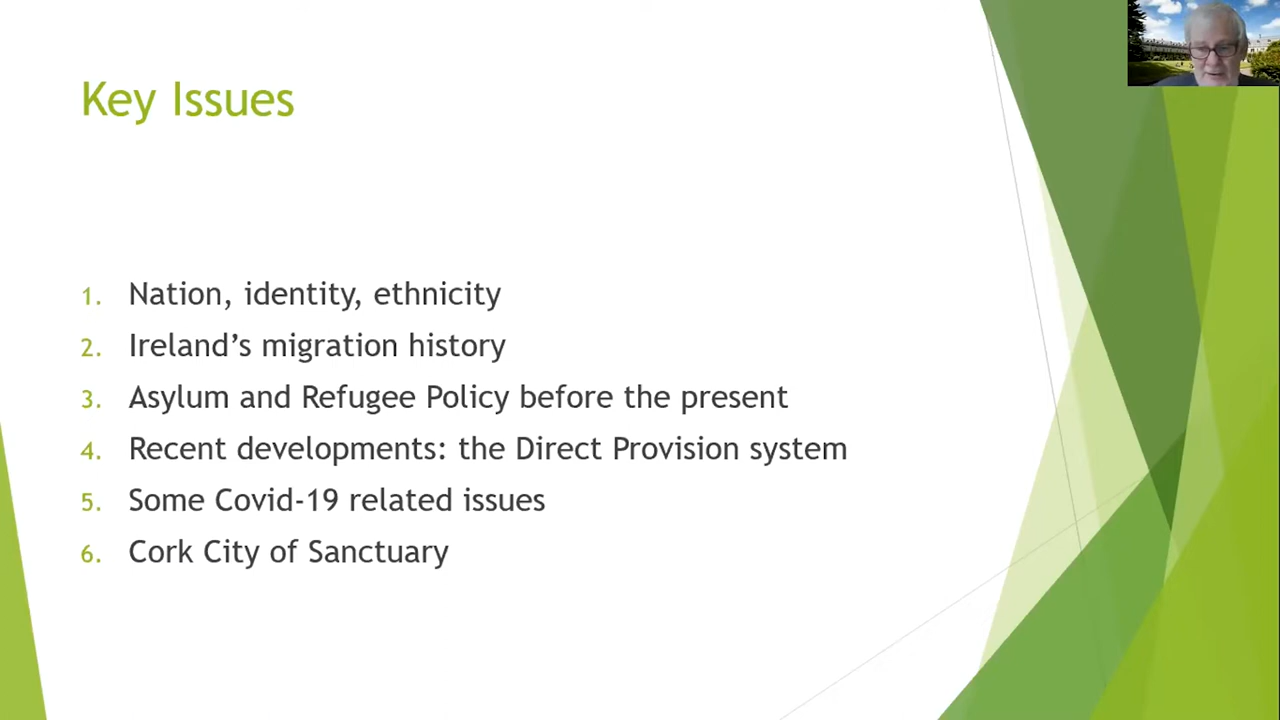 Key Issues
1. Nation, identity, ethnicity
2. Ireland’s migration history
3. Asylum and Refugee Policy before the present
4. Recent developments: the Direct Provision system
5. Some Covid-19 related issues
6. Cork City of Sanctuary